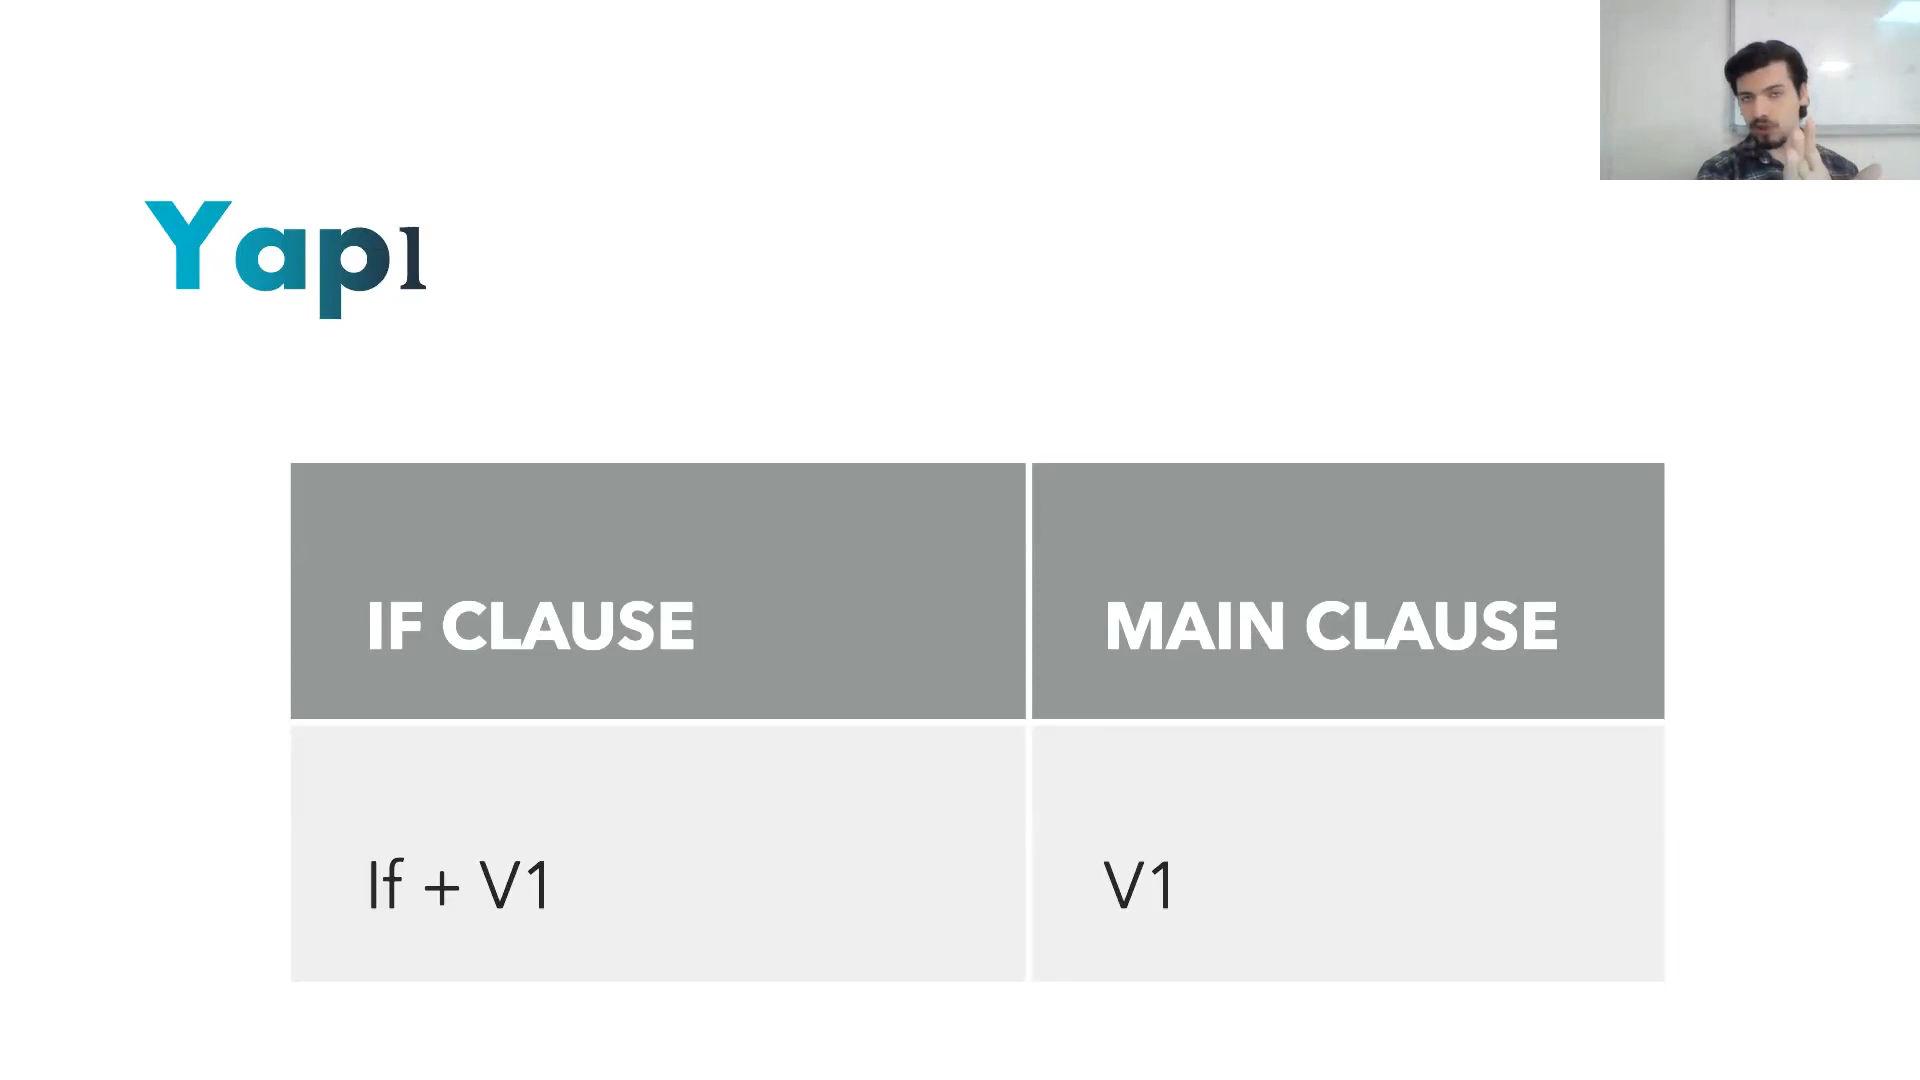 Yapı
IF CLAUSE
MAIN CLAUSE
If + V1
V1